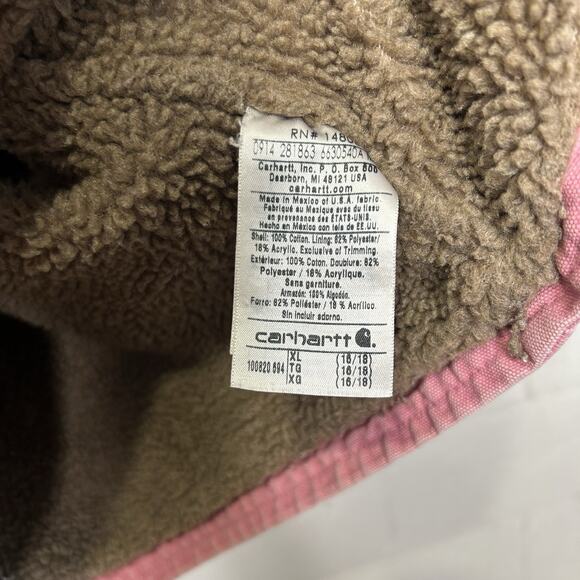 RN# 148
0914 281863 6630540A
Carhartt, Inc. P. O. Box 600
Dearborn, MI 48121 USA
carhartt.com
Made in Mexico of U.S.A. fabric.
Fabriqué au Mexique avec du tissu
en provenance des ÉTATS-UNIS.
Hecho en México con tela de EE.UU.
Shell: 100% Cotton. Lining: 82% Polyester/
18% Acrylic. Exclusive of Trimming.
Extérieur: 100% Coton. Doublure: 82%
Polyester / 18% Acrylique.
Sans garniture.
Armazón: 100% Algodón.
Forro: 82% Poliéster / 18% Acrílico.
Sin incluir adorno.
carhartt
XL (16/18)
100820 694 TG (16/18)
XG (16/18)